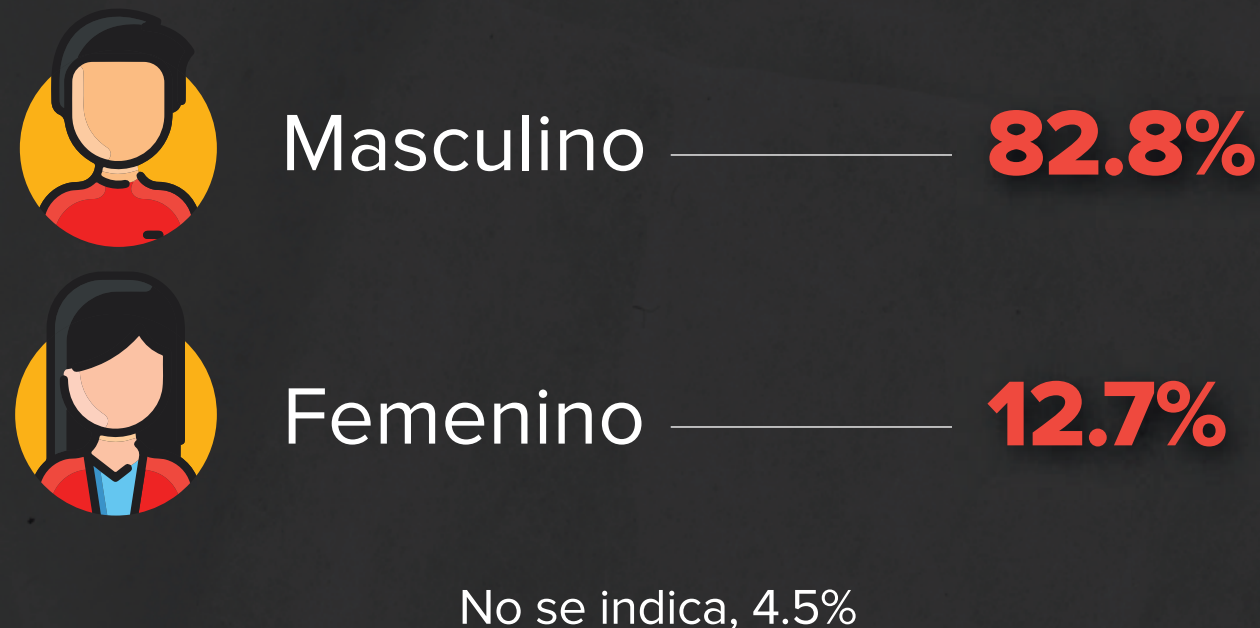 Masculino 82.8%
Femenino 12.7%
No se indica, 4.5%